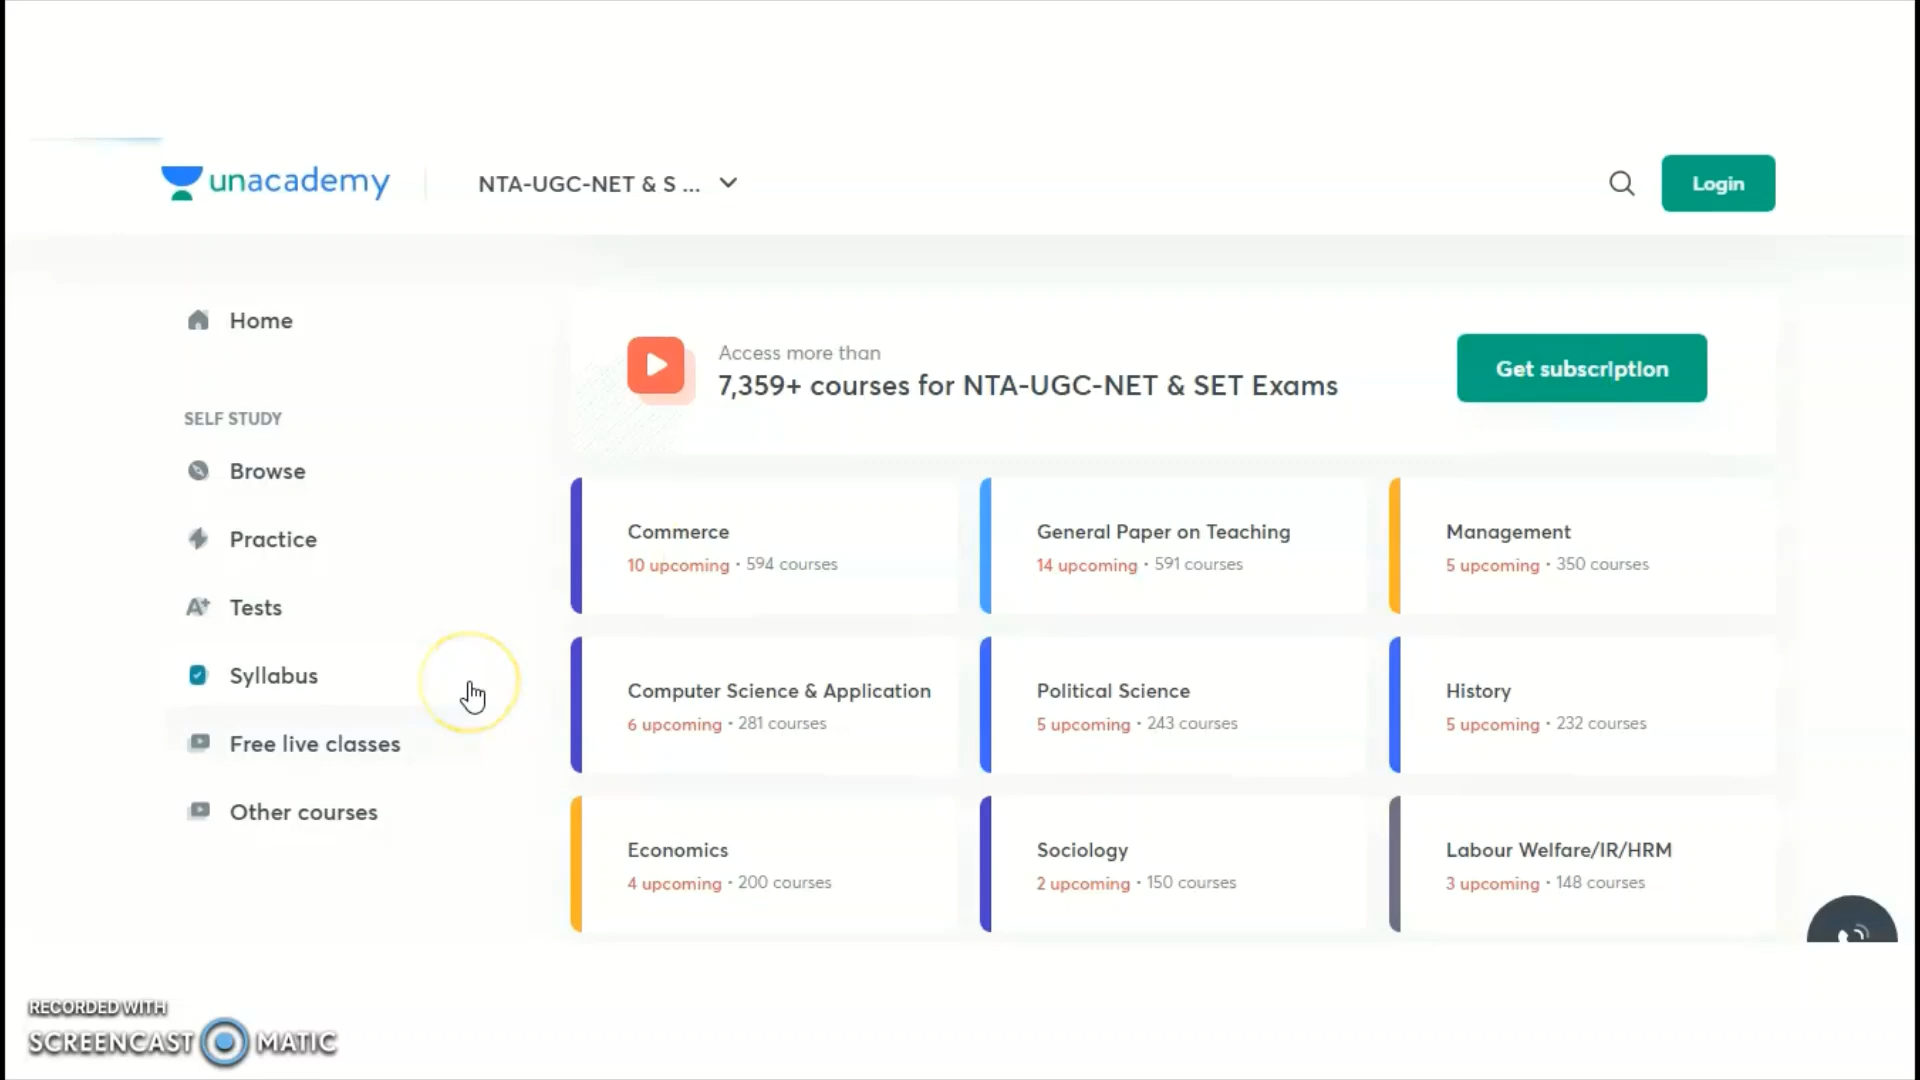 unacademy
NTA-UGC-NET & S ...
Login
Home
SELF STUDY
Browse
Practice
A+ Tests
Syllabus
Free live classes
Other courses
Access more than
7,359+ courses for NTA-UGC-NET & SET Exams
Get subscription
Commerce
10 upcoming • 594 courses
General Paper on Teaching
14 upcoming • 591 courses
Management
5 upcoming • 350 courses
Computer Science & Application
6 upcoming • 281 courses
Political Science
5 upcoming • 243 courses
History
5 upcoming • 232 courses
Economics
4 upcoming • 200 courses
Sociology
2 upcoming • 150 courses
Labour Welfare/IR/HRM
3 upcoming • 148 courses
RECORDED WITH
SCREENCAST MATIC